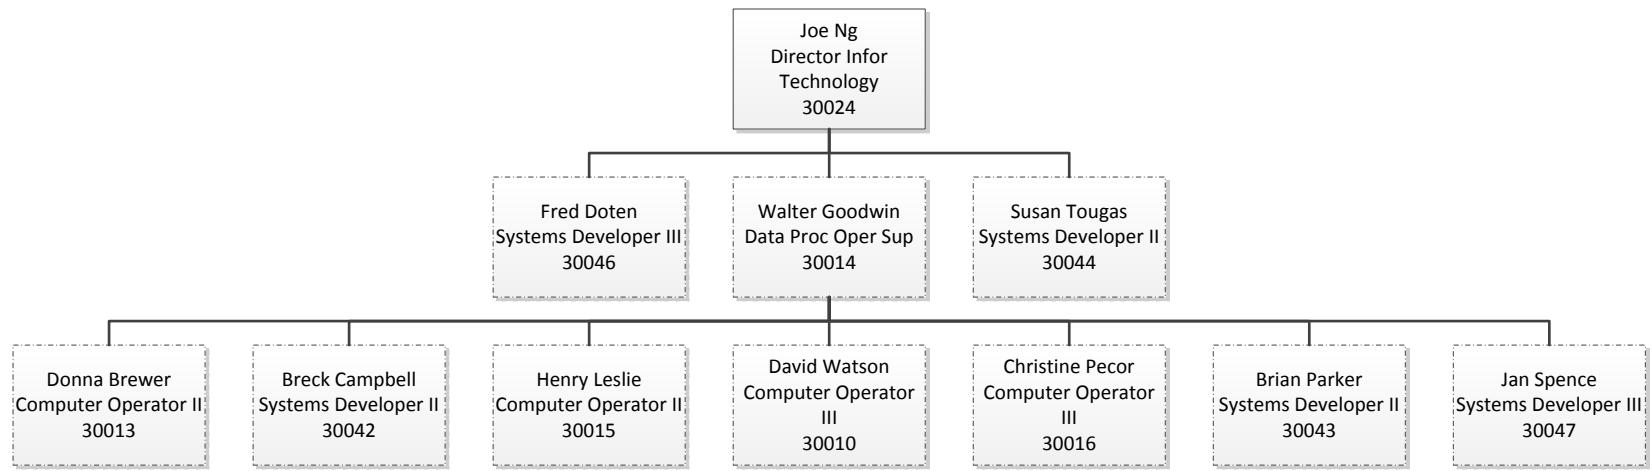 Joe Ng
Director Infor
Technology
30024
Fred Doten
Systems Developer III
30046
Walter Goodwin
Data Proc Oper Sup
30014
Susan Tougas
Systems Developer II
30044
Donna Brewer
Computer Operator II
30013
Breck Campbell
Systems Developer II
30042
Henry Leslie
Computer Operator II
30015
David Watson
Computer Operator
III
30010
Christine Pecor
Computer Operator
III
30016
Brian Parker
Systems Developer II
30043
Jan Spence
Systems Developer III
30047